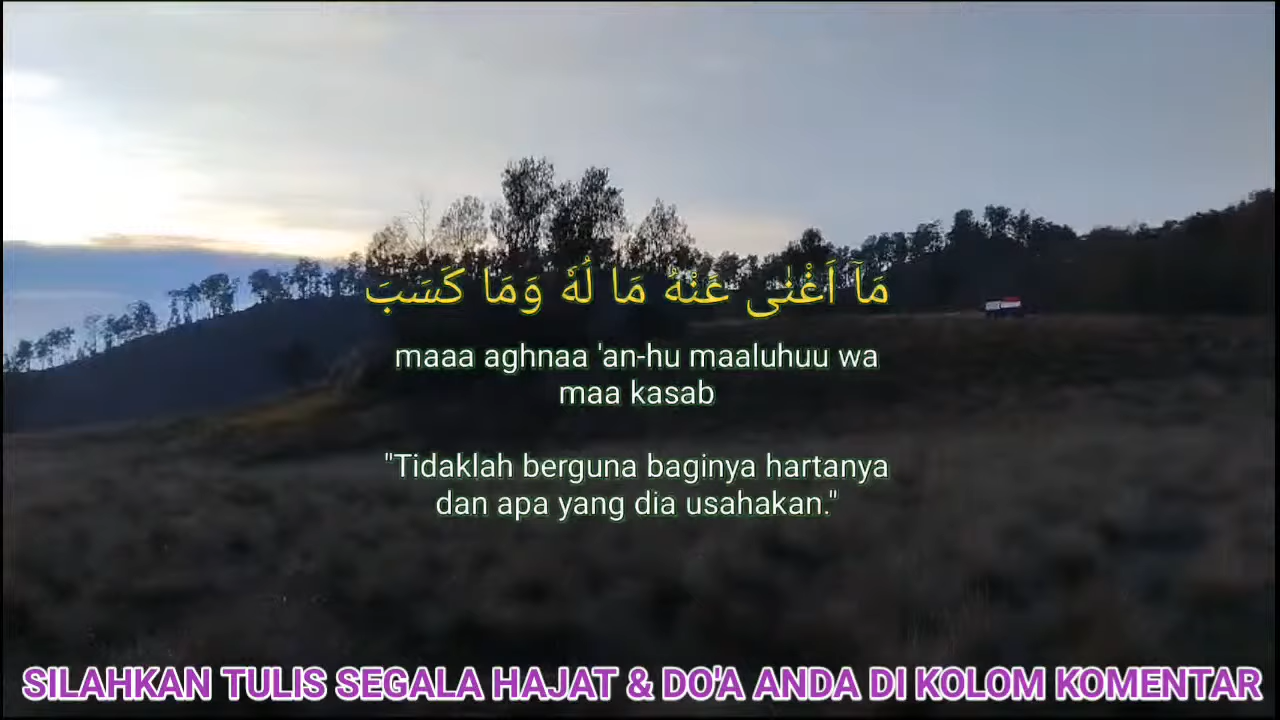 مَآ اَغْنٰى عَنْهُ مَا لُهٗ وَمَا كَسَبَ
maaa aghnaa 'an-hu maaluhuu wa
maa kasab
"Tidaklah berguna baginya hartanya
dan apa yang dia usahakan."
SILAHKAN TULIS SEGALA HAJAT & DO'A ANDA DI KOLOM KOMENTAR